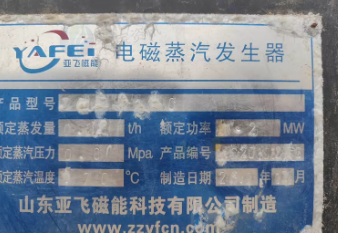 YAFEI
亚飞磁能
电磁蒸汽发生器
产品型号
额定蒸发量 t/h 额定功率 2 MW
额定蒸汽压力 Mpa 产品编号
额定蒸汽温度 °C 制造日期 年 月
山东亚飞磁能科技有限公司制造
www.zzyfcn.com